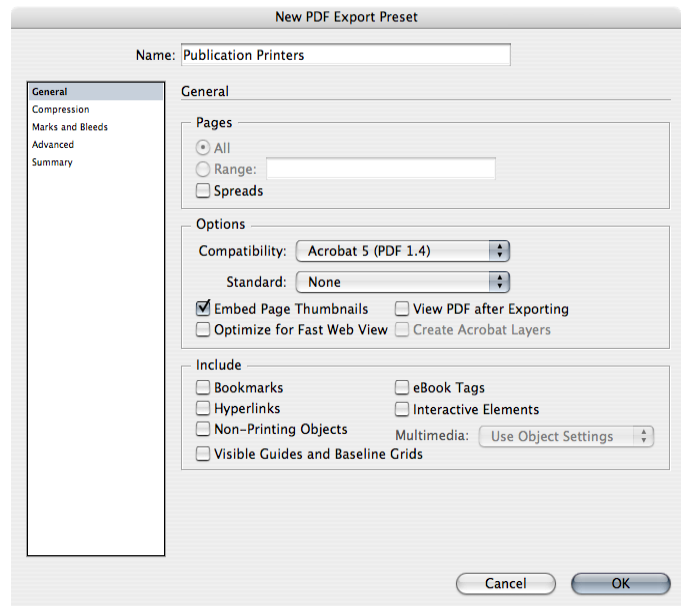 New PDF Export Preset
Name: Publication Printers
General
Compression
Marks and Bleeds
Advanced
Summary
General
Pages
All
Range:
Spreads
Options
Compatibility: Acrobat 5 (PDF 1.4)
Standard: None
Embed Page Thumbnails View PDF after Exporting
Optimize for Fast Web View Create Acrobat Layers
Include
Bookmarks eBook Tags
Hyperlinks Interactive Elements
Non-Printing Objects Multimedia: Use Object Settings
Visible Guides and Baseline Grids
Cancel OK